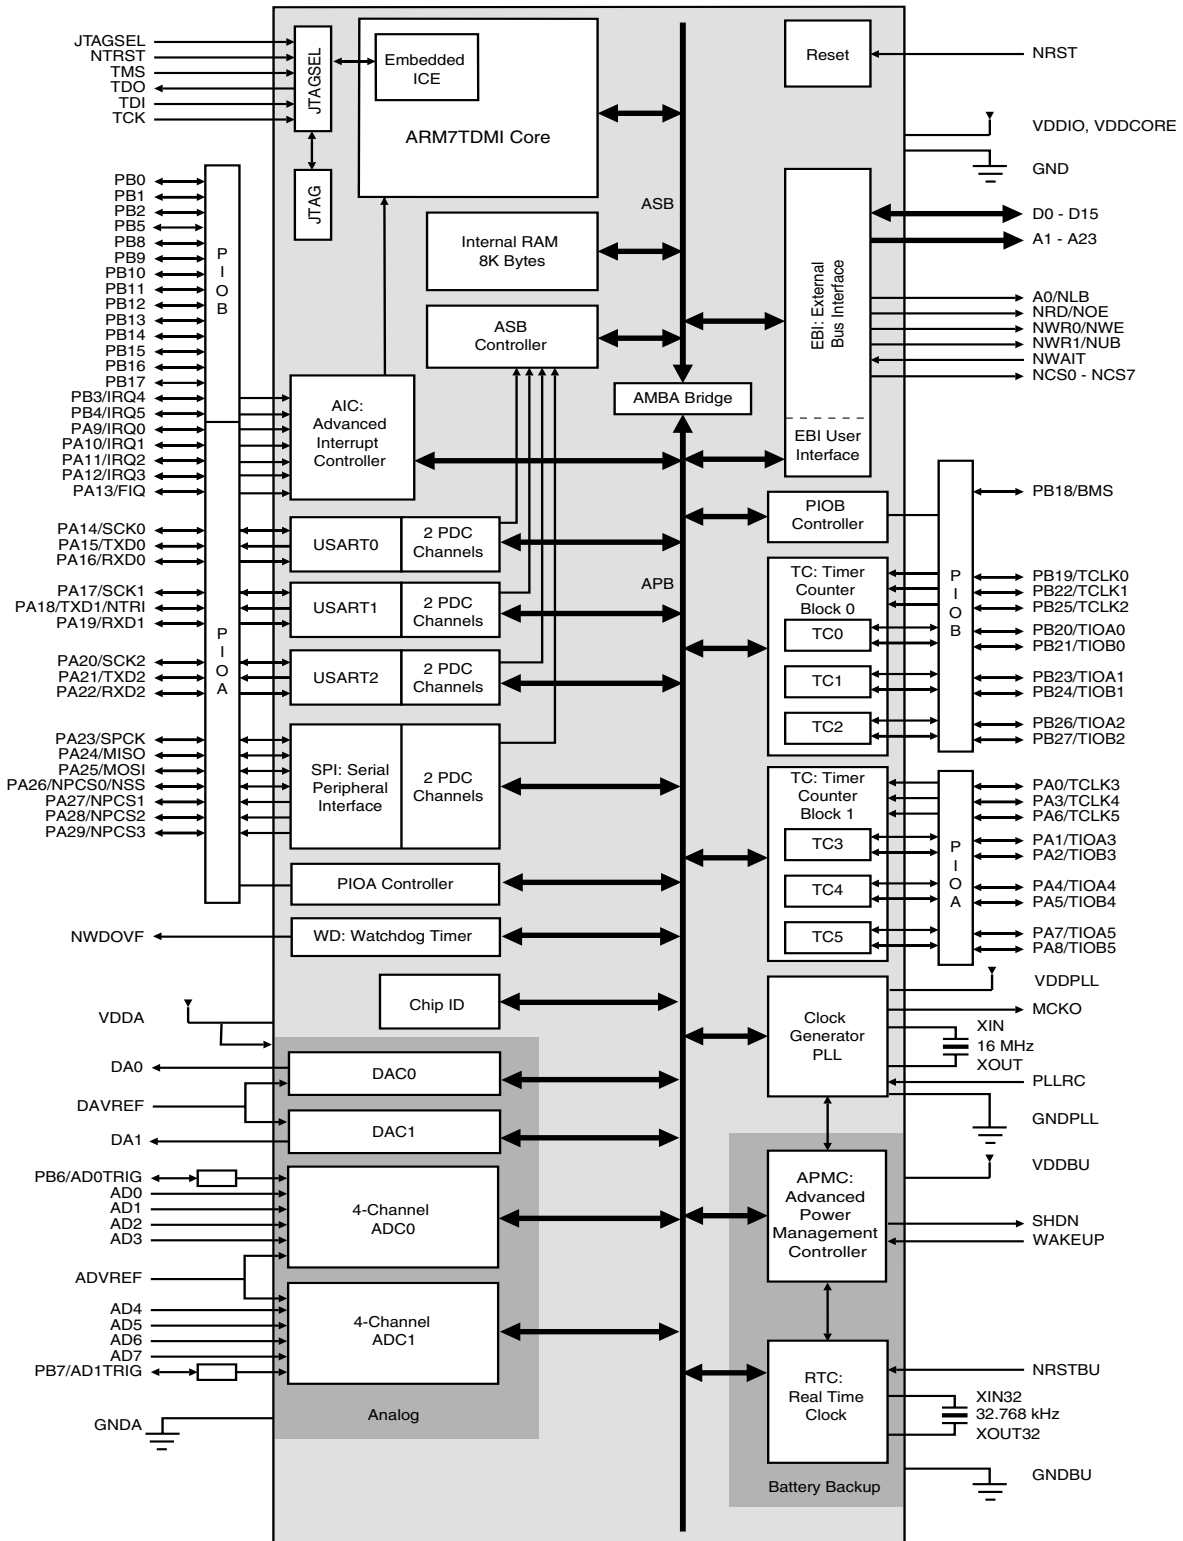 JTAGSEL
NTRST
TMS
TDO
TDI
TCK
JTAGSEL
JTAG
Embedded
ICE
ARM7TDMI Core
Reset
NRST
VDDIO, VDDCORE
GND
PB0
PB1
PB2
PB5
PB8
PB9
PB10
PB11
PB12
PB13
PB14
PB15
PB16
PB17
PB3/IRQ4
PB4/IRQ5
PA9/IRQ0
PA10/IRQ1
PA11/IRQ2
PA12/IRQ3
PA13/FIQ
PIOB
ASB
Internal RAM
8K Bytes
ASB
Controller
AMBA Bridge
EBI: External
Bus Interface
EBI User
Interface
D0 - D15
A1 - A23
A0/NLB
NRD/NOE
NWR0/NWE
NWR1/NUB
NWAIT
NCS0 - NCS7
AIC:
Advanced
Interrupt
Controller
PA14/SCK0
PA15/TXD0
PA16/RXD0
PA17/SCK1
PA18/TXD1/NTRI
PA19/RXD1
PA20/SCK2
PA21/TXD2
PA22/RXD2
PA23/SPCK
PA24/MISO
PA25/MOSI
PA26/NPCS0/NSS
PA27/NPCS1
PA28/NPCS2
PA29/NPCS3
PIOA
USART0
2 PDC
Channels
USART1
2 PDC
Channels
USART2
2 PDC
Channels
SPI: Serial
Peripheral
Interface
2 PDC
Channels
APB
PIOA Controller
NWDOVF
WD: Watchdog Timer
Chip ID
PIOB
Controller
PB18/BMS
TC: Timer
Counter
Block 0
TC0
TC1
TC2
PIOB
PB19/TCLK0
PB22/TCLK1
PB25/TCLK2
PB20/TIOA0
PB21/TIOB0
PB23/TIOA1
PB24/TIOB1
PB26/TIOA2
PB27/TIOB2
TC: Timer
Counter
Block 1
TC3
TC4
TC5
PIOA
PA0/TCLK3
PA3/TCLK4
PA6/TCLK5
PA1/TIOA3
PA2/TIOB3
PA4/TIOA4
PA5/TIOB4
PA7/TIOA5
PA8/TIOB5
VDDA
DA0
DAVREF
DA1
PB6/AD0TRIG
AD0
AD1
AD2
AD3
ADVREF
AD4
AD5
AD6
AD7
PB7/AD1TRIG
GNDA
DAC0
DAC1
4-Channel
ADC0
4-Channel
ADC1
Analog
Clock
Generator
PLL
VDDPLL
MCKO
XIN
16 MHz
XOUT
PLLRC
GNDPLL
APMC:
Advanced
Power
Management
Controller
VDDBU
SHDN
WAKEUP
RTC:
Real Time
Clock
NRSTBU
XIN32
32.768 kHz
XOUT32
GNDBU
Battery Backup